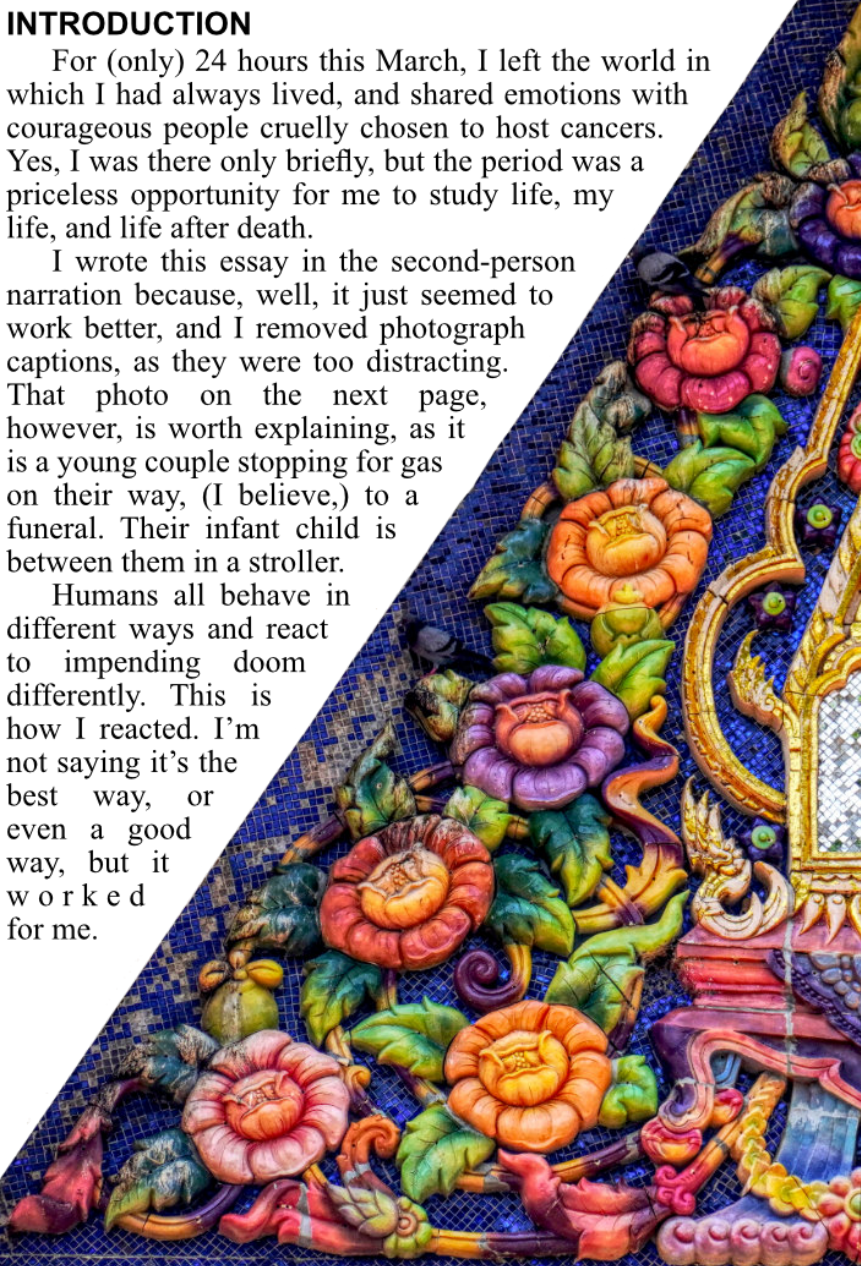 INTRODUCTION
For (only) 24 hours this March, I left the world in
which I had always lived, and shared emotions with
courageous people cruelly chosen to host cancers.
Yes, I was there only briefly, but the period was a
priceless opportunity for me to study life, my
life, and life after death.
I wrote this essay in the second-person
narration because, well, it just seemed to
work better, and I removed photograph
captions, as they were too distracting.
That photo on the next page,
however, is worth explaining, as it
is a young couple stopping for gas
on their way, (I believe,) to a
funeral. Their infant child is
between them in a stroller.
Humans all behave in
different ways and react
to impending doom
differently. This is
how I reacted. I’m
not saying it’s the
best way, or
even a good
way, but it
worked
for me.